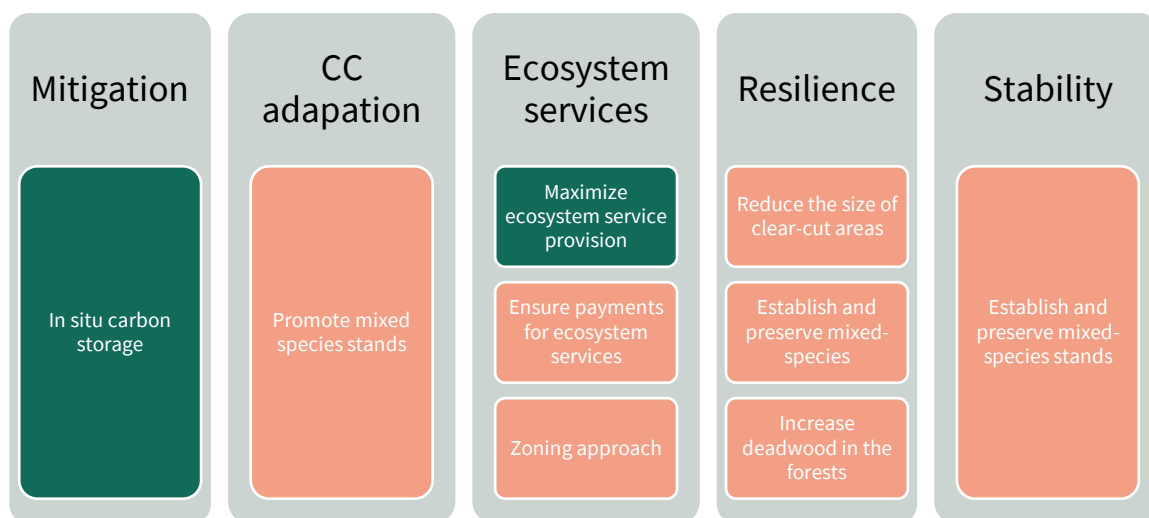 Mitigation
In situ carbon
storage
CC
adapation
Promote mixed
species stands
Ecosystem
services
Maximize
ecosystem service
provision
Ensure payments
for ecosystem
services
Zoning approach
Resilience
Reduce the size of
clear-cut areas
Establish and
preserve mixed-
species
Increase
deadwood in the
forests
Stability
Establish and
preserve mixed-
species stands